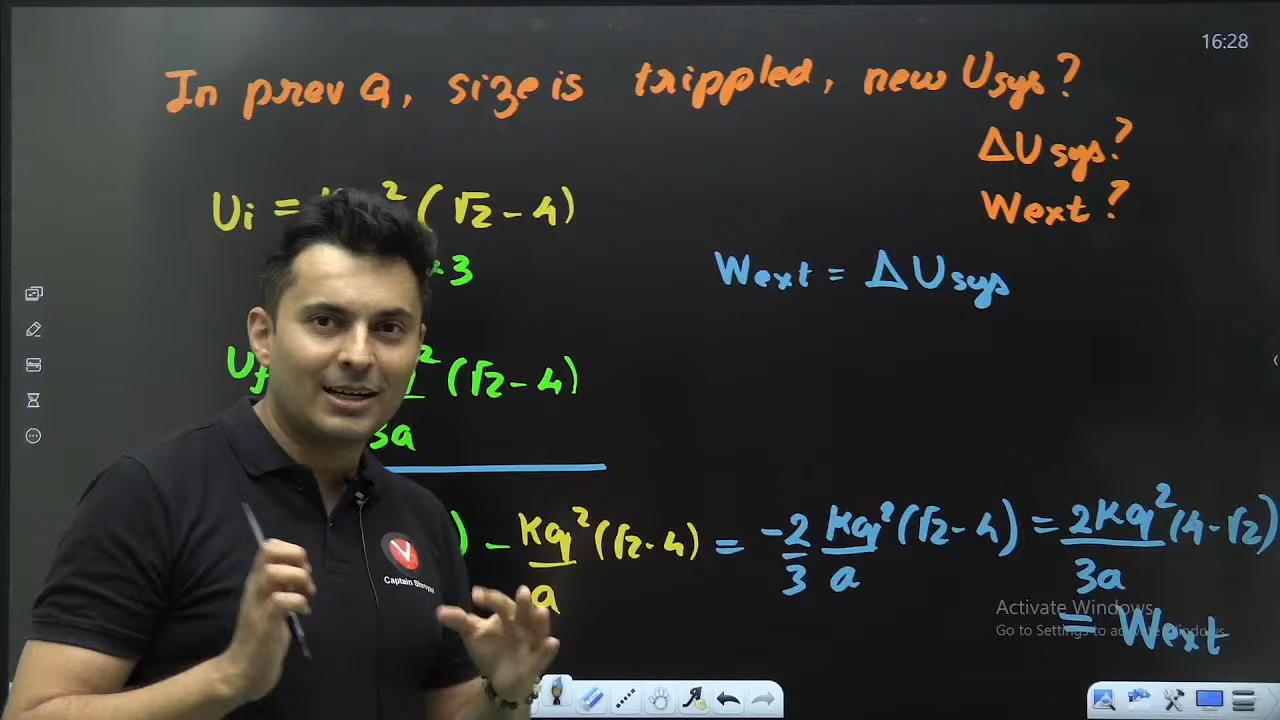 16:28
In prev Q, size is trippled, new Usys?
ΔUsys?
Wext?
Ui = 2 (√2 - 4)
3
Wext = ΔUsys
Uf 2 (√2 - 4)
3a
) - Kq²/a (√2 - 4) = -2/3 Kq²/a (√2 - 4) = 2Kq²/3a (4 - √2)
= Wext
V
Captain
Activate Windows
Go to Settings to activate Windows.